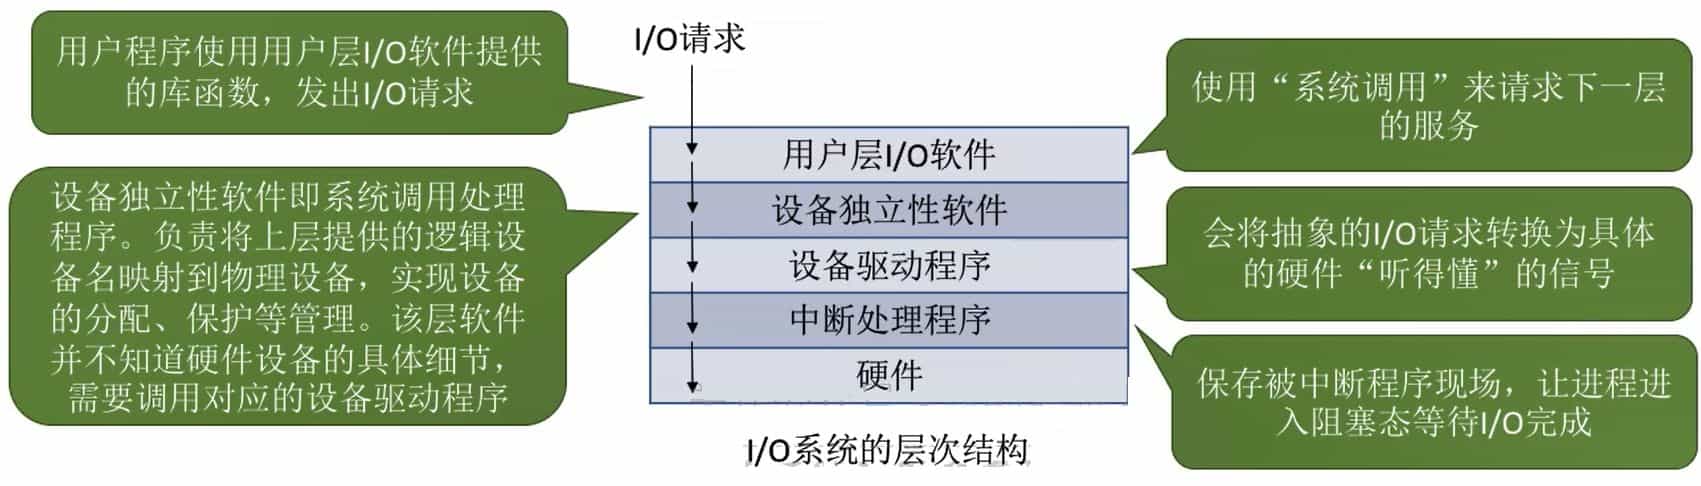 用户程序使用用户层I/O软件提供
的库函数，发出I/O请求
I/O请求
使用“系统调用”来请求下一层
的服务
设备独立性软件即系统调用处理
程序。负责将上层提供的逻辑设
备名映射到物理设备，实现设备
的分配、保护等管理。该层软件
并不知道硬件设备的具体细节，
需要调用对应的设备驱动程序
用户层I/O软件
设备独立性软件
设备驱动程序
中断处理程序
硬件
I/O系统的层次结构
会将抽象的I/O请求转换为具体
的硬件“听得懂”的信号
保存被中断程序现场，让进程进
入阻塞态等待I/O完成